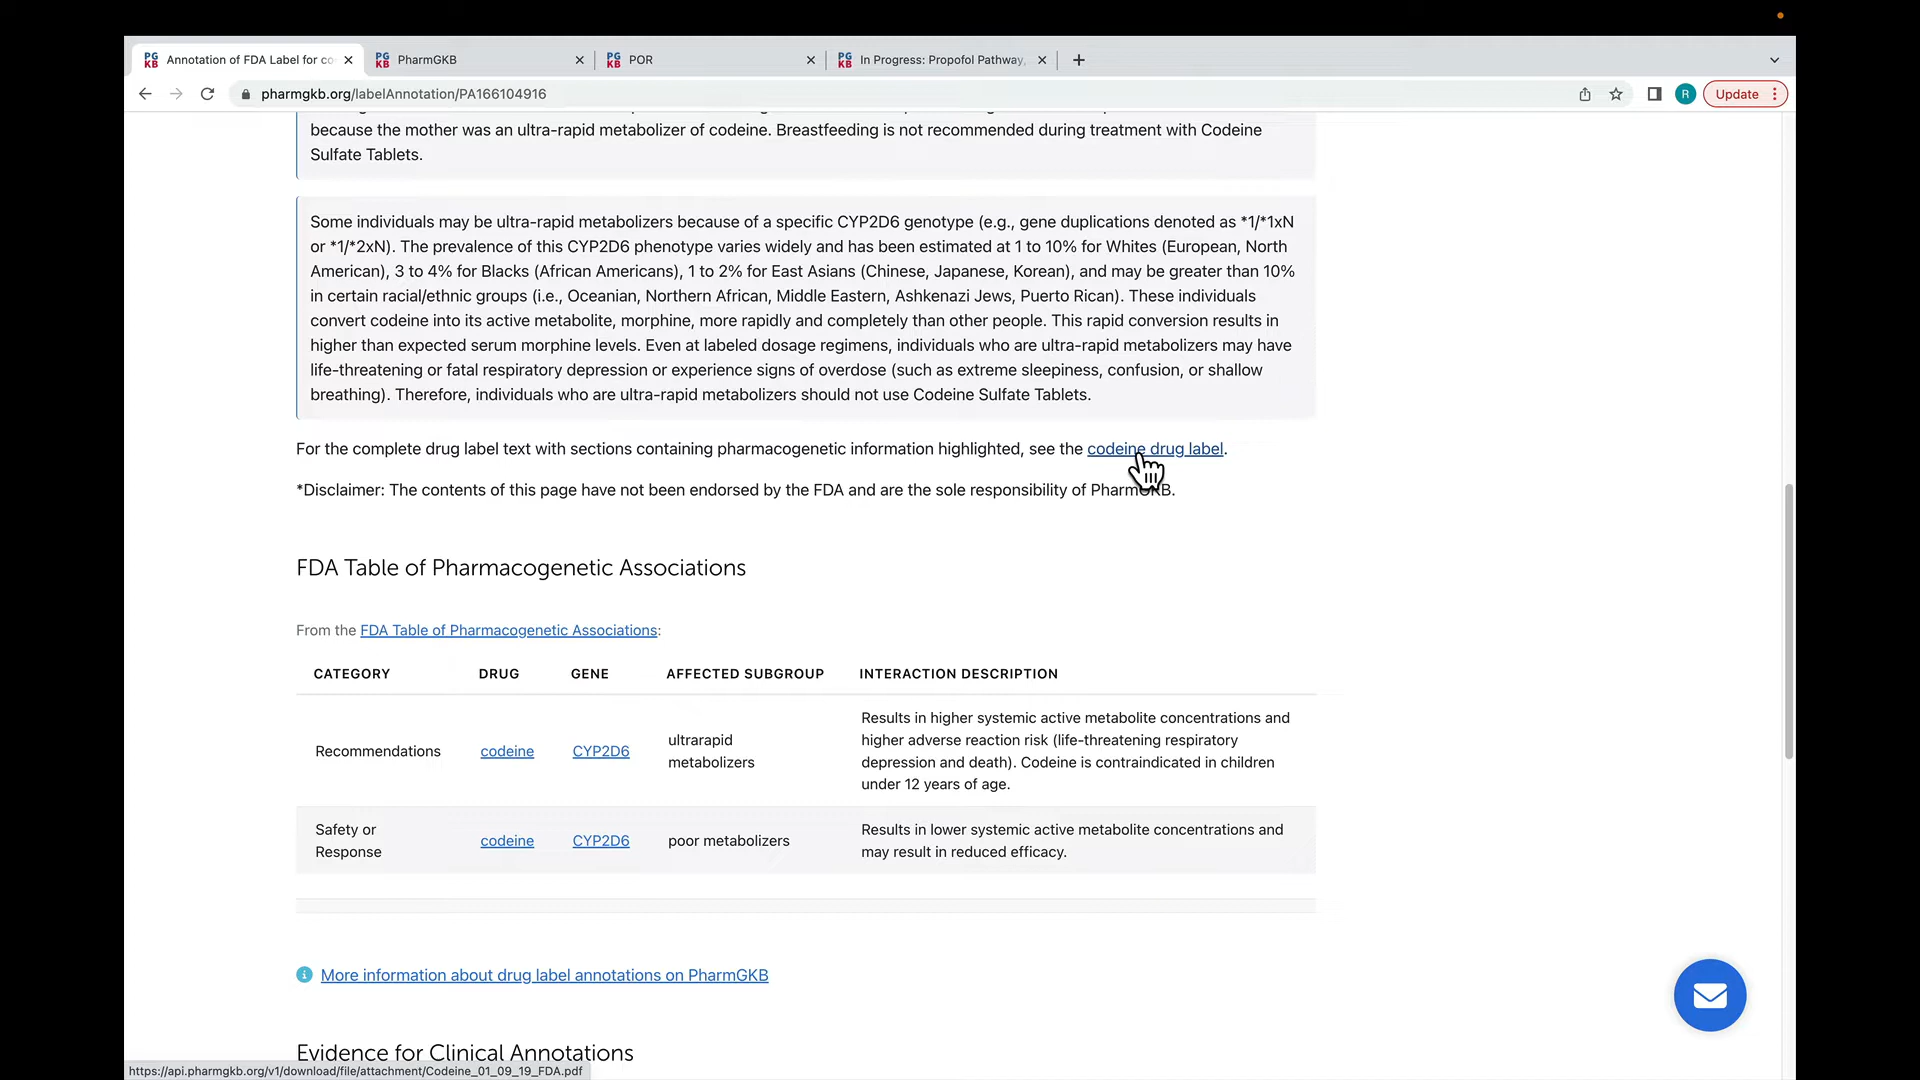 PG KB Annotation of FDA Label for co
PG KB PharmGKB
PG KB POR
PG KB In Progress: Propofol Pathway,
pharmgkb.org/labelAnnotation/PA166104916
R
Update
because the mother was an ultra-rapid metabolizer of codeine. Breastfeeding is not recommended during treatment with Codeine
Sulfate Tablets.
Some individuals may be ultra-rapid metabolizers because of a specific CYP2D6 genotype (e.g., gene duplications denoted as *1/*1xN
or *1/*2xN). The prevalence of this CYP2D6 phenotype varies widely and has been estimated at 1 to 10% for Whites (European, North
American), 3 to 4% for Blacks (African Americans), 1 to 2% for East Asians (Chinese, Japanese, Korean), and may be greater than 10%
in certain racial/ethnic groups (i.e., Oceanian, Northern African, Middle Eastern, Ashkenazi Jews, Puerto Rican). These individuals
convert codeine into its active metabolite, morphine, more rapidly and completely than other people. This rapid conversion results in
higher than expected serum morphine levels. Even at labeled dosage regimens, individuals who are ultra-rapid metabolizers may have
life-threatening or fatal respiratory depression or experience signs of overdose (such as extreme sleepiness, confusion, or shallow
breathing). Therefore, individuals who are ultra-rapid metabolizers should not use Codeine Sulfate Tablets.
For the complete drug label text with sections containing pharmacogenetic information highlighted, see the codeine drug label.
*Disclaimer: The contents of this page have not been endorsed by the FDA and are the sole responsibility of PharmGKB.
FDA Table of Pharmacogenetic Associations
From the FDA Table of Pharmacogenetic Associations:
CATEGORY DRUG GENE AFFECTED SUBGROUP INTERACTION DESCRIPTION
Recommendations codeine CYP2D6
ultrarapid
metabolizers
Results in higher systemic active metabolite concentrations and
higher adverse reaction risk (life-threatening respiratory
depression and death). Codeine is contraindicated in children
under 12 years of age.
Safety or
Response
codeine CYP2D6 poor metabolizers
Results in lower systemic active metabolite concentrations and
may result in reduced efficacy.
More information about drug label annotations on PharmGKB
Evidence for Clinical Annotations
https://api.pharmgkb.org/v1/download/file/attachment/Codeine_01_09_19_FDA.pdf